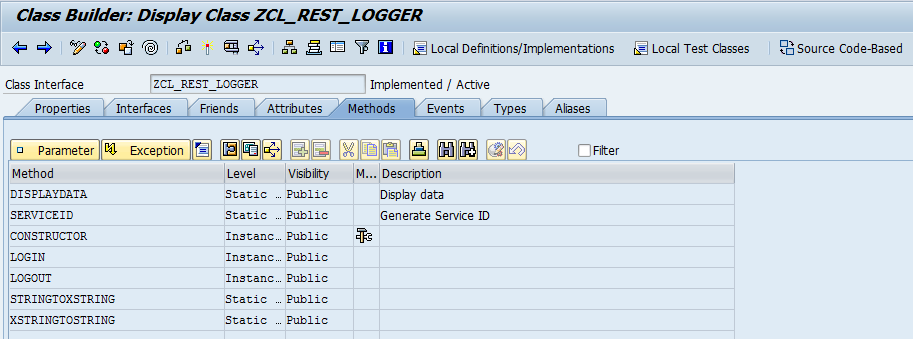 Class Builder: Display Class ZCL_REST_LOGGER
Local Definitions/Implementations Local Test Classes Source Code-Based
Class Interface ZCL_REST_LOGGER Implemented / Active
Properties Interfaces Friends Attributes Methods Events Types Aliases
Parameter Exception Filter
Method Level Visibility M... Description
DISPLAYDATA Static … Public Display data
SERVICEID Static … Public Generate Service ID
CONSTRUCTOR Instanc… Public
LOGIN Instanc… Public
LOGOUT Instanc… Public
STRINGTOXSTRING Static … Public
XSTRINGTOSTRING Static … Public